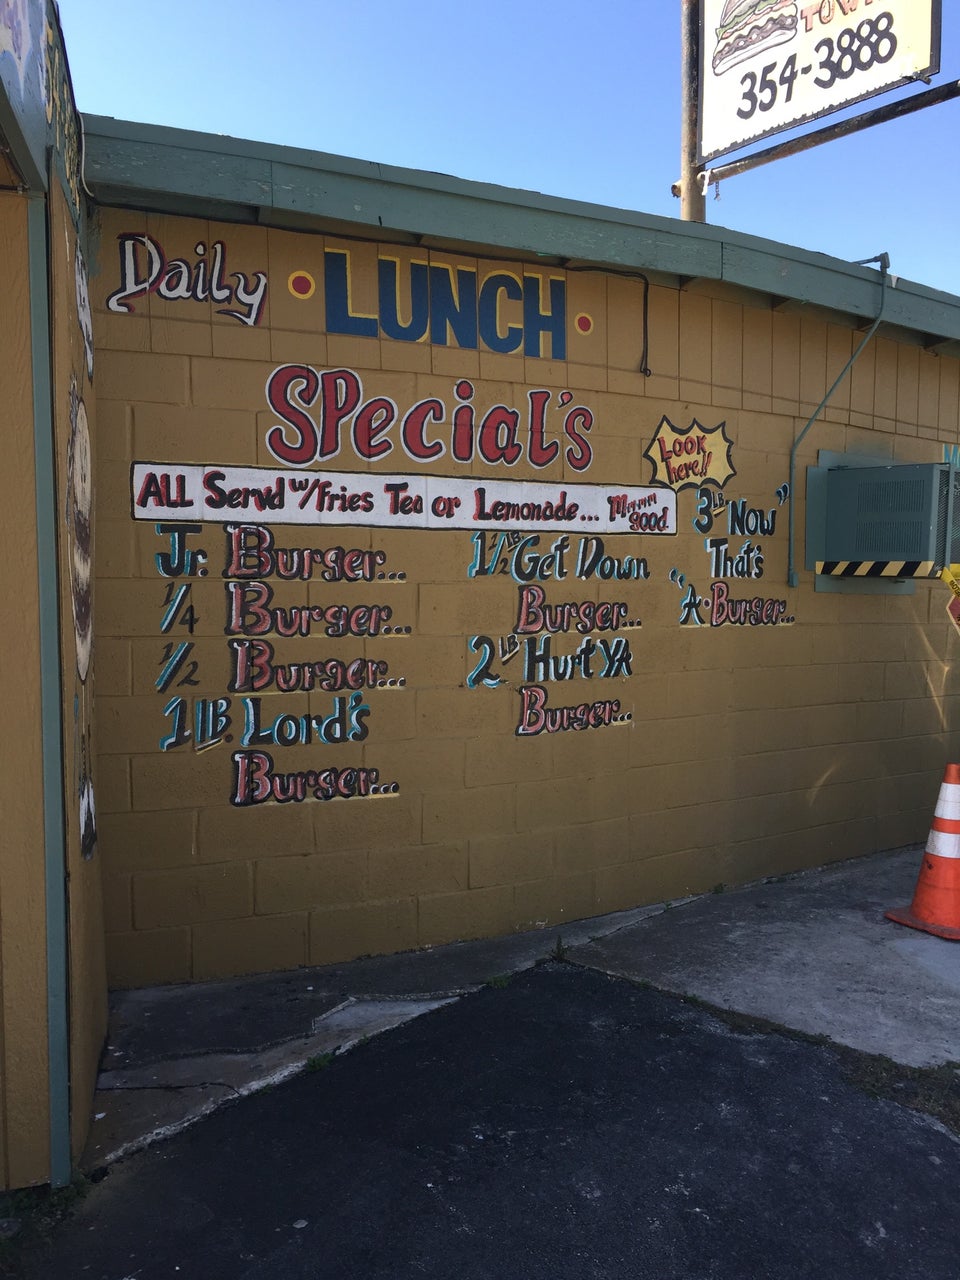 TOWN
354-3888
Daily LUNCH
SPecial's
Look
here!!
ALL Servd w/Fries Tea or Lemonade... Mmmm good
Jr. Burger...
1/4 Burger...
1/2 Burger...
1 lB. Lord's
Burger...
1 1/2 lB Get Down
Burger...
2 lB Hurt YA
Burger...
3 LB "Now"
That's
"A-Burger...